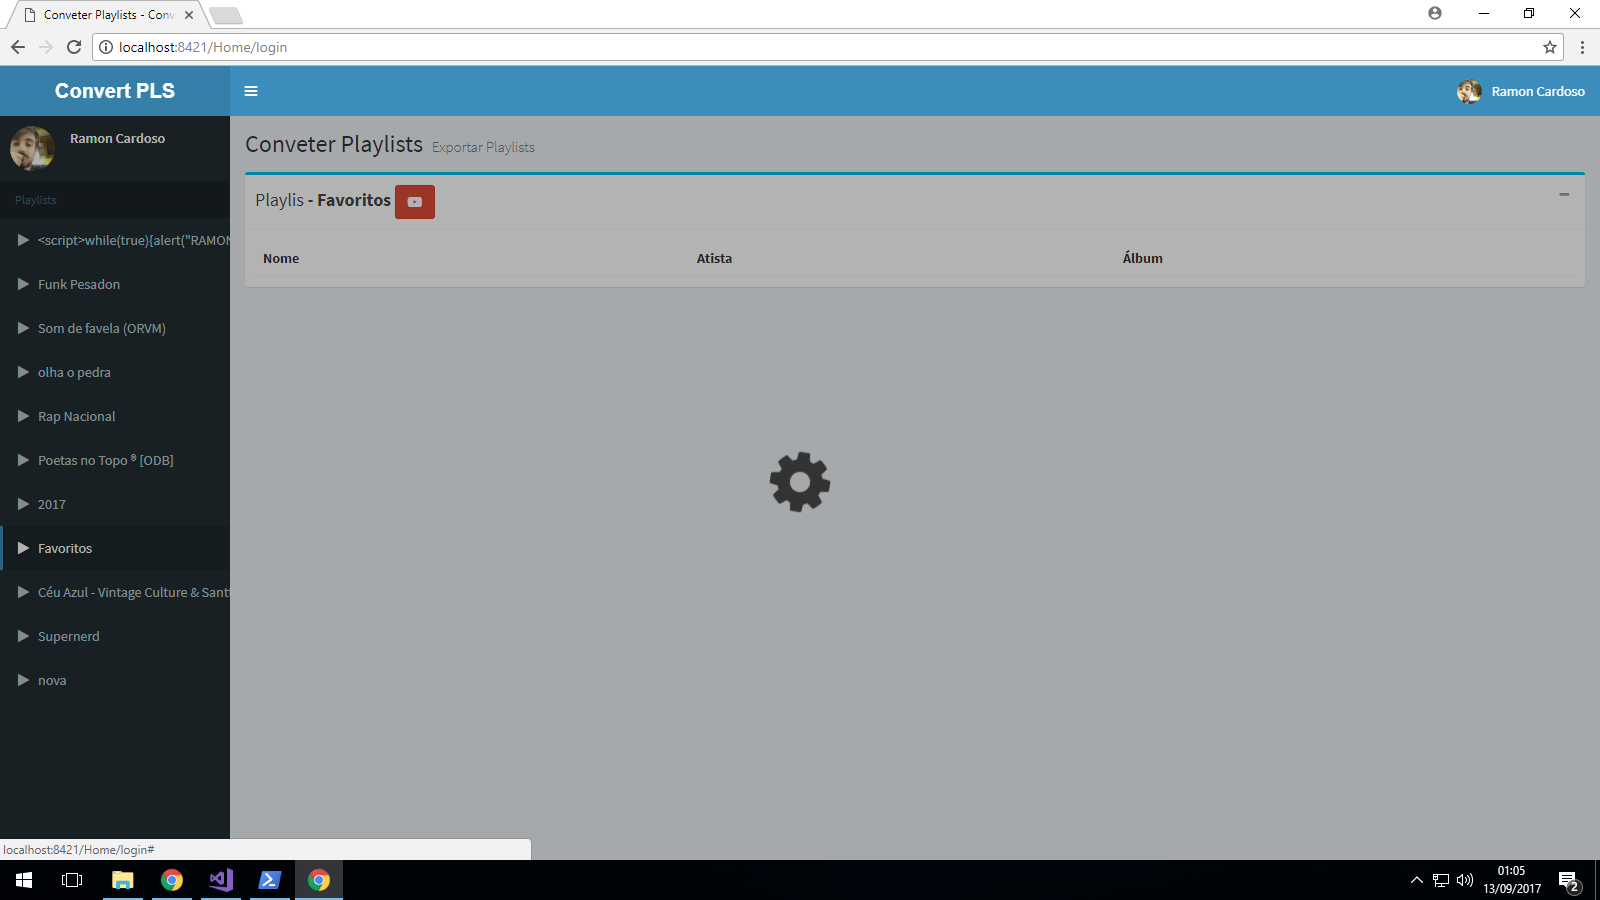 Conveter Playlists - Conv
localhost:8421/Home/login
Convert PLS
Ramon Cardoso
Ramon Cardoso
Playlists
<script>while(true){alert("RAMON
Funk Pesadon
Som de favela (ORVM)
olha o pedra
Rap Nacional
Poetas no Topo ® [ODB]
2017
Favoritos
Céu Azul - Vintage Culture & Sant
Supernerd
nova
Conveter Playlists Exportar Playlists
Playlis - Favoritos
Nome Atista Álbum
localhost:8421/Home/login#
01:05
13/09/2017
2